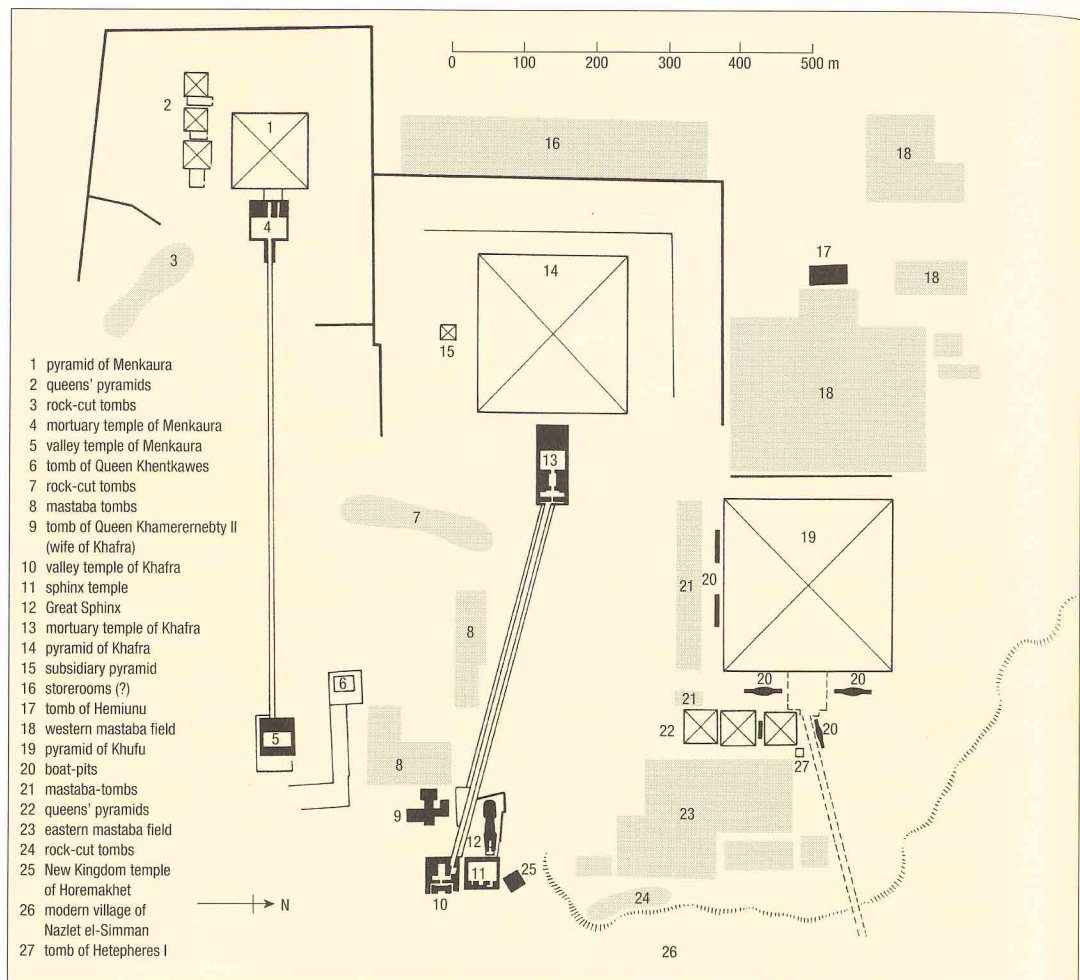 0 100 200 300 400 500 m
2
1
16
18
4
3
17
14
18
15
18
13
7
19
21
20
8
6
20
20
21
22
20
5
27
8
23
9
12
11
25
10
24
26
N
1 pyramid of Menkaura
2 queens' pyramids
3 rock-cut tombs
4 mortuary temple of Menkaura
5 valley temple of Menkaura
6 tomb of Queen Khentkawes
7 rock-cut tombs
8 mastaba tombs
9 tomb of Queen Khamerernebty II
(wife of Khafra)
10 valley temple of Khafra
11 sphinx temple
12 Great Sphinx
13 mortuary temple of Khafra
14 pyramid of Khafra
15 subsidiary pyramid
16 storerooms (?)
17 tomb of Hemiunu
18 western mastaba field
19 pyramid of Khufu
20 boat-pits
21 mastaba-tombs
22 queens' pyramids
23 eastern mastaba field
24 rock-cut tombs
25 New Kingdom temple
of Horemakhet
26 modern village of
Nazlet el-Simman
27 tomb of Hetepheres I